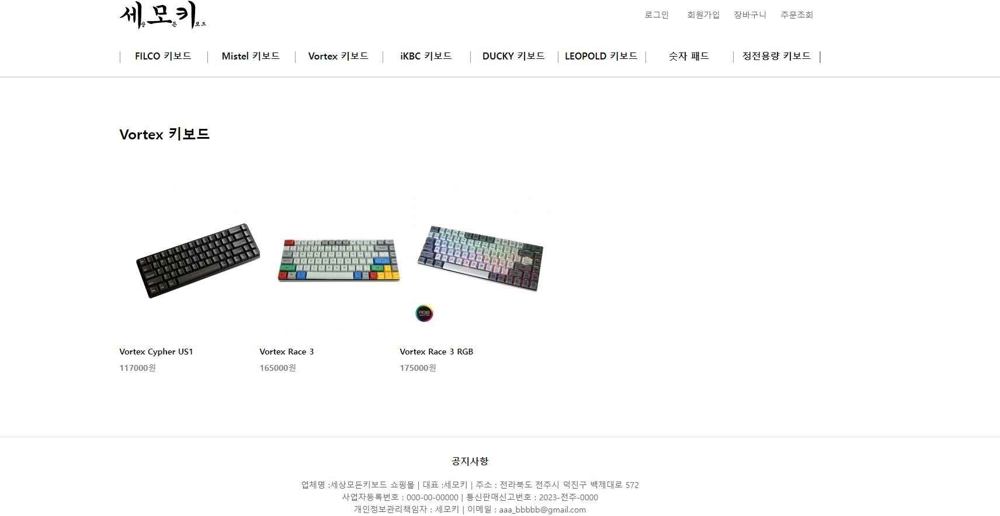 세상모든키보드
로그인 회원가입 장바구니 주문조회
FILCO 키보드 Mistel 키보드 Vortex 키보드 iKBC 키보드 DUCKY 키보드 LEOPOLD 키보드 숫자 패드 정전용량 키보드
Vortex 키보드
RGB
LIGHTING
Vortex Cypher US1
117000원
Vortex Race 3
165000원
Vortex Race 3 RGB
175000원
공지사항
업체명 :세상모든키보드 쇼핑몰 | 대표 :세모키 | 주소 : 전라북도 전주시 덕진구 백제대로 572
사업자등록번호 : 000-00-00000 | 통신판매신고번호 : 2023-전주-0000
개인정보관리책임자 : 세모키 | 이메일 : aaa_bbbbb@gmail.com